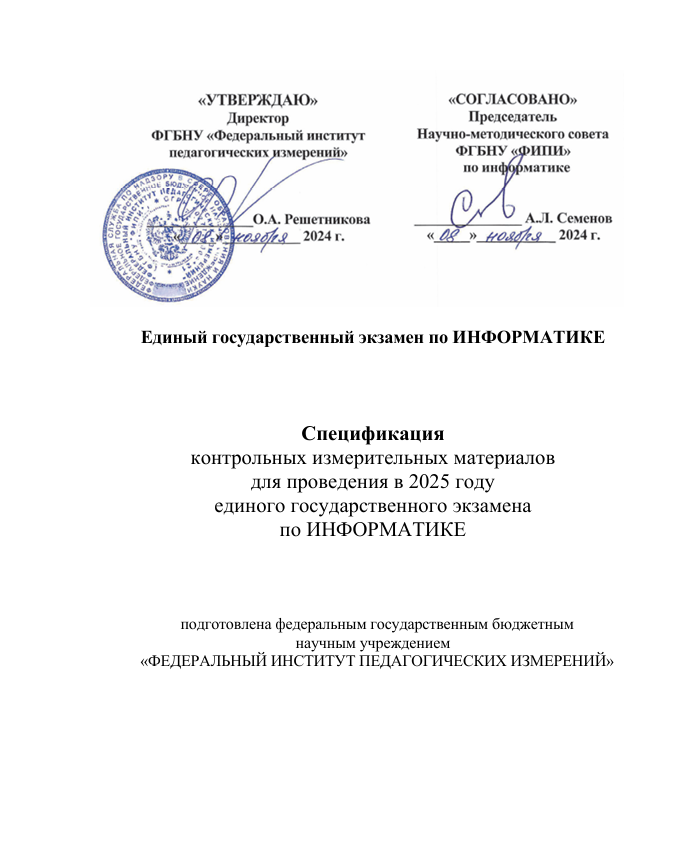 «УТВЕРЖДАЮ»
Директор
ФГБНУ «Федеральный институт
педагогических измерений»
О.А. Решетникова
« 08 » ноября 2024 г.
«СОГЛАСОВАНО»
Председатель
Научно-методического совета
ФГБНУ «ФИПИ»
по информатике
А.Л. Семенов
« 08 » ноября 2024 г.
Единый государственный экзамен по ИНФОРМАТИКЕ
Спецификация
контрольных измерительных материалов
для проведения в 2025 году
единого государственного экзамена
по ИНФОРМАТИКЕ
подготовлена федеральным государственным бюджетным
научным учреждением
«ФЕДЕРАЛЬНЫЙ ИНСТИТУТ ПЕДАГОГИЧЕСКИХ ИЗМЕРЕНИЙ»